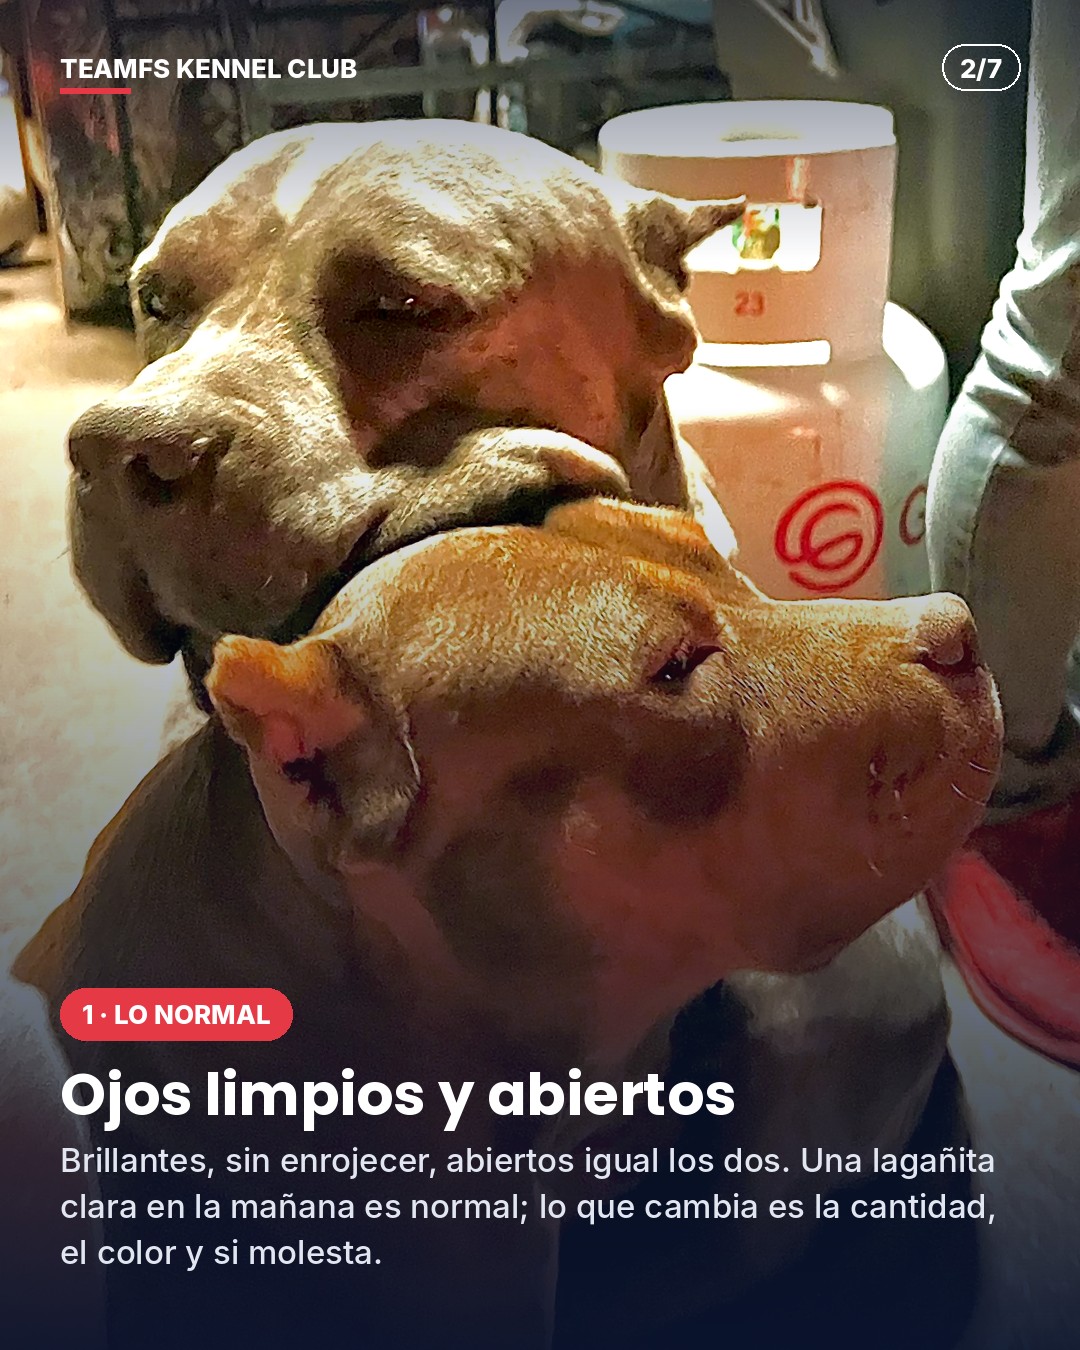 TEAMFS KENNEL CLUB
2/7
23
G
1 · LO NORMAL
Ojos limpios y abiertos
Brillantes, sin enrojecer, abiertos igual los dos. Una lagañita
clara en la mañana es normal; lo que cambia es la cantidad,
el color y si molesta.